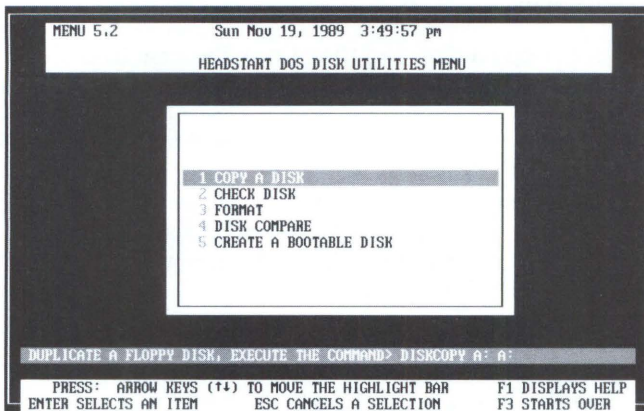 MENU 5.2 Sun Nov 19, 1989 3:49:57 pm
HEADSTART DOS DISK UTILITIES MENU
1 COPY A DISK
2 CHECK DISK
3 FORMAT
4 DISK COMPARE
5 CREATE A BOOTABLE DISK
DUPLICATE A FLOPPY DISK, EXECUTE THE COMMAND> DISKCOPY A: A:
PRESS: ARROW KEYS (↑↓) TO MOVE THE HIGHLIGHT BAR F1 DISPLAYS HELP
ENTER SELECTS AN ITEM ESC CANCELS A SELECTION F3 STARTS OVER